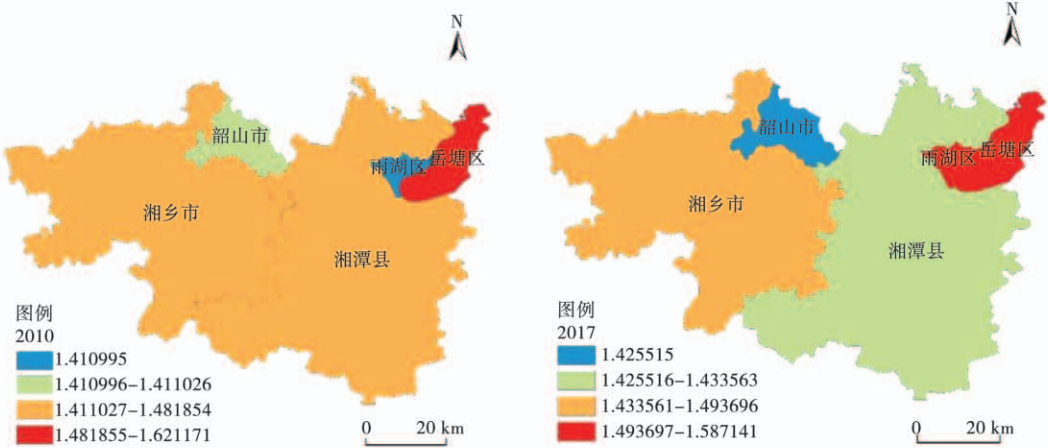 N
韶山市
雨湖区
岳塘区
湘乡市
湘潭县
图例
2010
1.410995
1.410996-1.411026
1.411027-1.481854
1.481855-1.621171
0 20 km
N
韶山市
雨湖区
岳塘区
湘乡市
湘潭县
图例
2017
1.425515
1.425516-1.433563
1.433561-1.493696
1.493697-1.587141
0 20 km